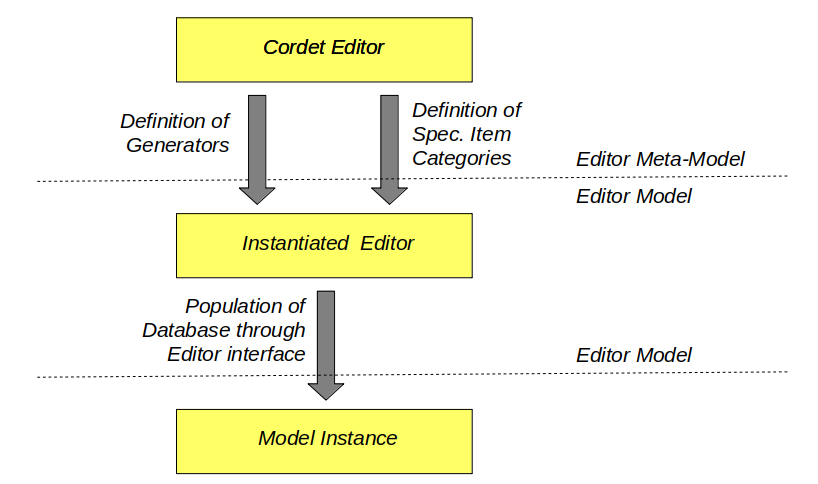 Cordet Editor
Definition of
Generators
Definition of
Spec. Item
Categories
Editor Meta-Model
Editor Model
Instantiated  Editor
Population of
Database through
Editor interface
Editor Model
Model Instance